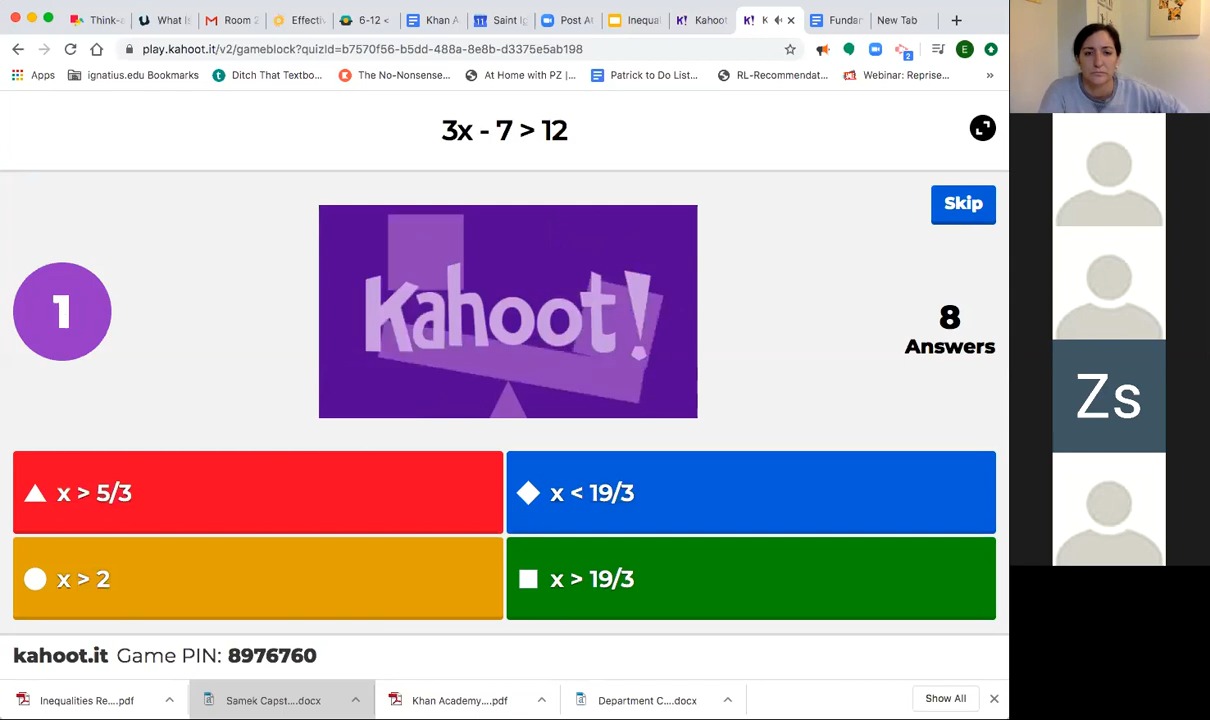 Think-a
What Is
Room 2
Effectiv
6-12 <
Khan A
Saint Ig
Post At
Inequal
Kahoot
K
Fundar
New Tab
play.kahoot.it/v2/gameblock?quizId=b7570f56-b5dd-488a-8e8b-d3375e5ab198
2
E
Apps
ignatius.edu Bookmarks
Ditch That Textbo...
The No-Nonsense...
At Home with PZ |...
Patrick to Do List...
RL-Recommendat...
Webinar: Reprise...
»
3x - 7 > 12
Skip
1
Kahoot!
8
Answers
x > 5/3
x < 19/3
x > 2
x > 19/3
Zs
kahoot.it Game PIN: 8976760
Inequalities Re....pdf
Samek Capst....docx
Khan Academy....pdf
Department C....docx
Show All